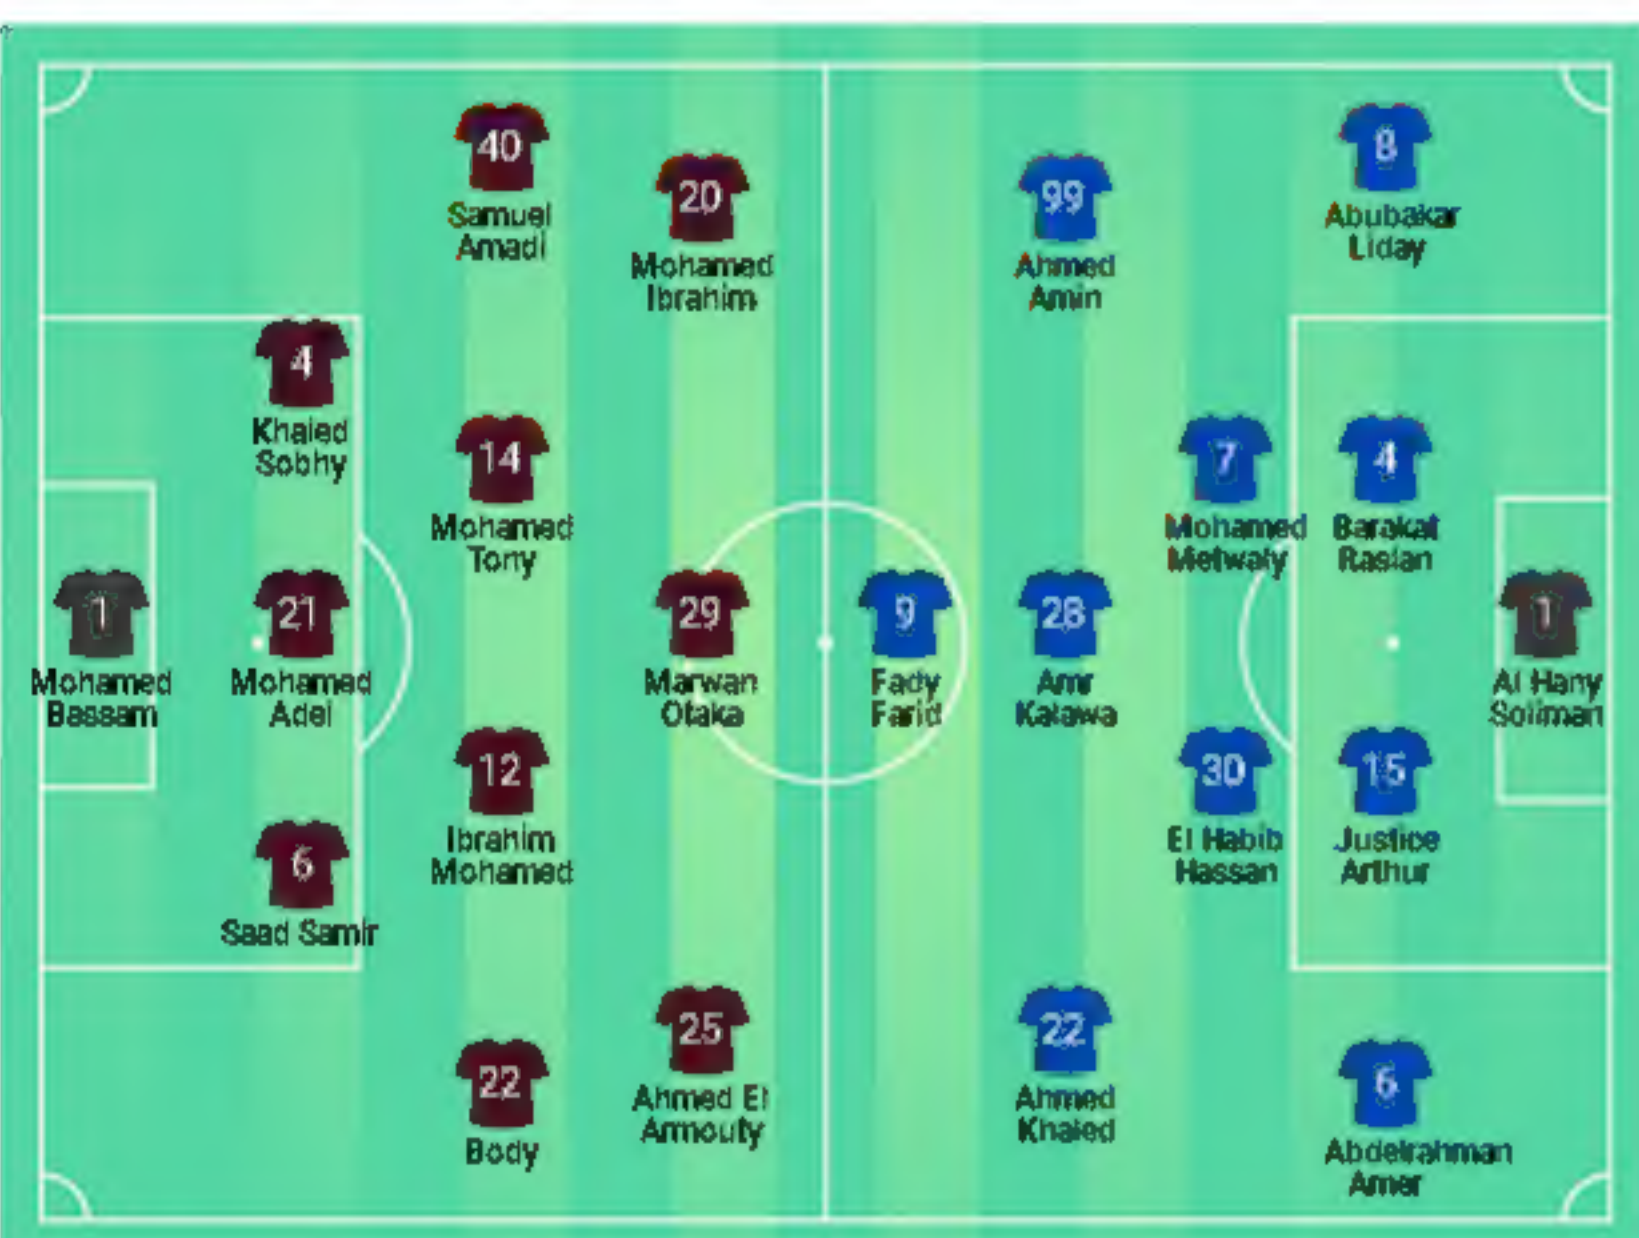 40
Samuel
Amadi
20
Mohamed
Ibrahim
99
Ahmed
Amin
8
Abubakar
Liday
4
Khaled
Sobhy
14
Mohamed
Tony
7
Mohamed
Metwaly
4
Barakat
Raslan
1
Mohamed
Bassam
21
Mohamed
Adel
29
Marwan
Otaka
9
Fady
Farid
28
Amr
Kalawa
1
Al Hany
Soliman
12
Ibrahim
Mohamed
30
El Habib
Hassan
15
Justice
Arthur
6
Saad Samir
22
Body
25
Ahmed El
Armouty
22
Ahmed
Khaled
6
Abdelrahman
Amer